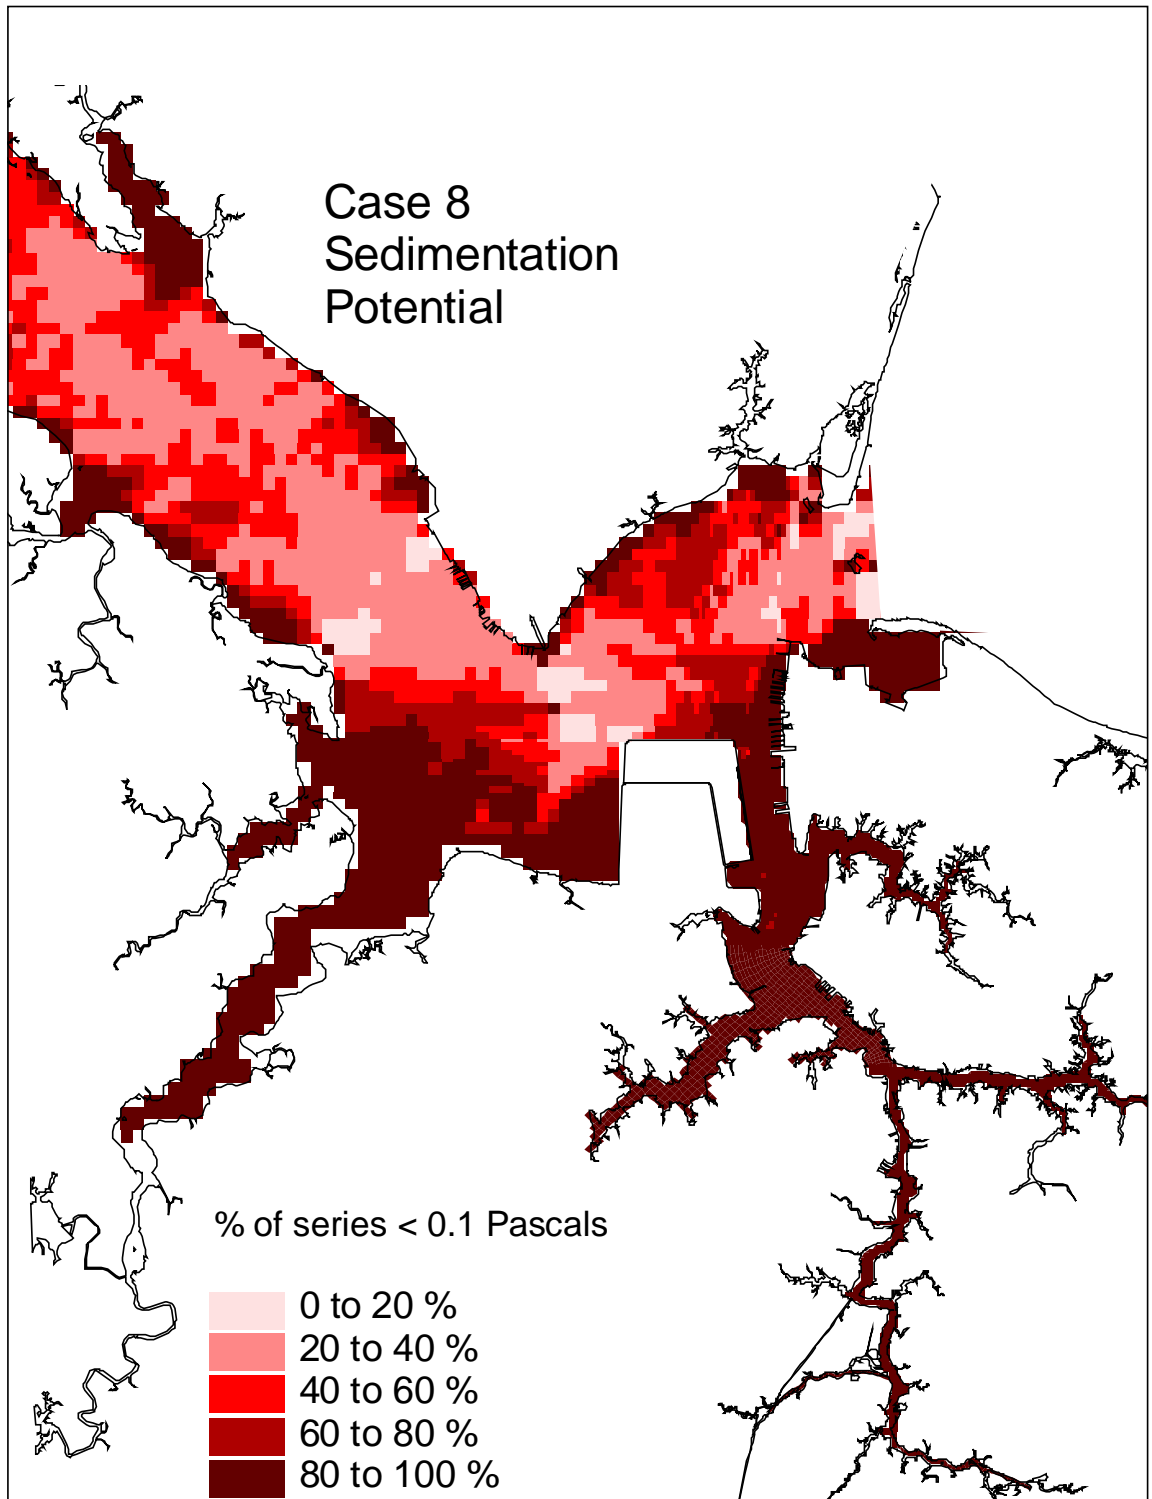 Case 8
Sedimentation
Potential
% of series < 0.1 Pascals
0 to 20 %
20 to 40 %
40 to 60 %
60 to 80 %
80 to 100 %